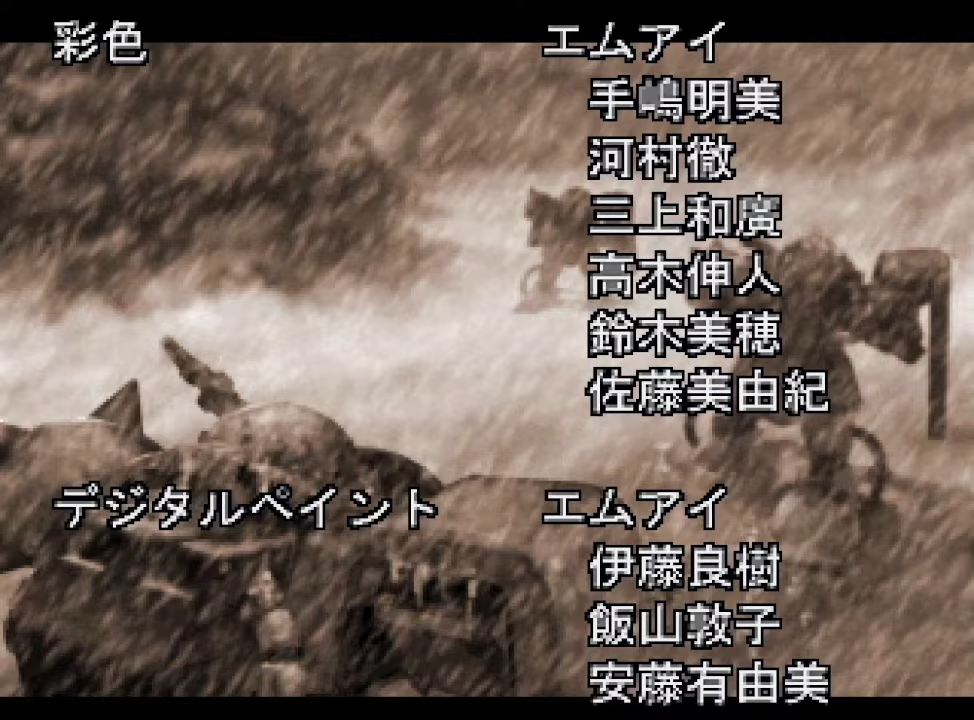 彩色
エムアイ
手嶋明美
河村徹
三上和廣
高木伸人
鈴木美穂
佐藤美由紀
デジタルペイント
エムアイ
伊藤良樹
飯山敦子
安藤有由美